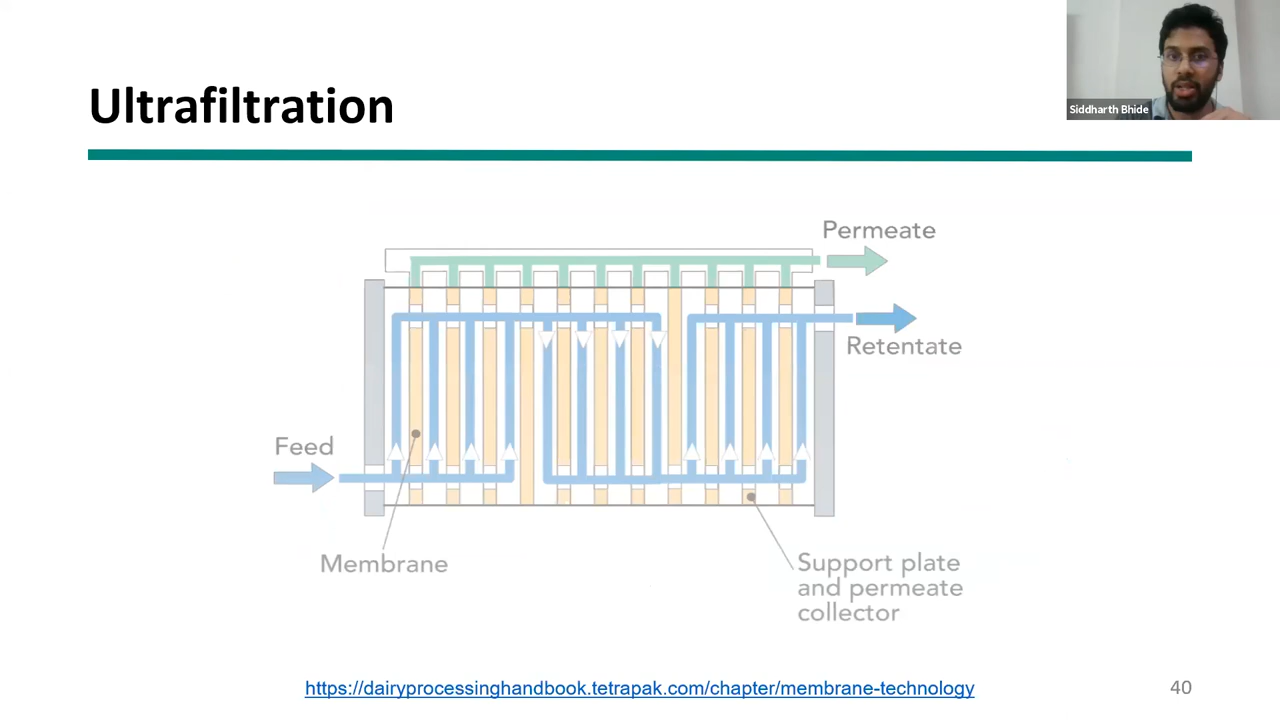 Siddharth Bhide
Ultrafiltration
Permeate
Retentate
Feed
Membrane
Support plate
and permeate
collector
https://dairyprocessinghandbook.tetrapak.com/chapter/membrane-technology
40